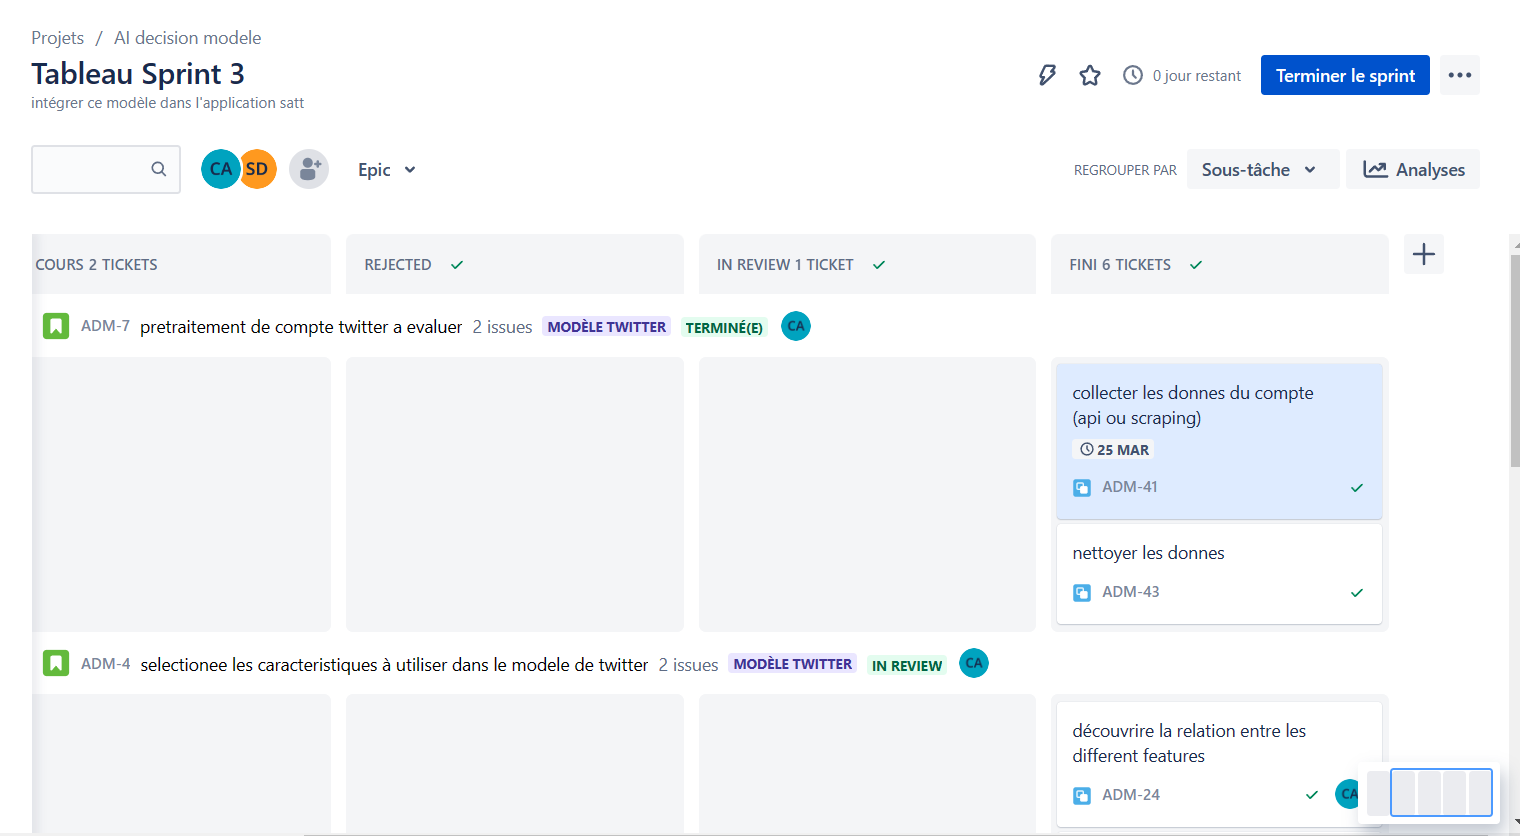 Projets / AI decision modele
Tableau Sprint 3
intégrer ce modèle dans l'application satt
0 jour restant
Terminer le sprint
CA SD
Epic
REGROUPER PAR
Sous-tâche
Analyses
COURS 2 TICKETS
REJECTED
IN REVIEW 1 TICKET
FINI 6 TICKETS
ADM-7 pretraitement de compte twitter a evaluer 2 issues MODÈLE TWITTER TERMINÉ(E) CA
collecter les donnes du compte
(api ou scraping)
25 MAR
ADM-41
nettoyer les donnes
ADM-43
ADM-4 selectionee les caracteristiques à utiliser dans le modele de twitter 2 issues MODÈLE TWITTER IN REVIEW CA
découvrire la relation entre les
different features
ADM-24
CA